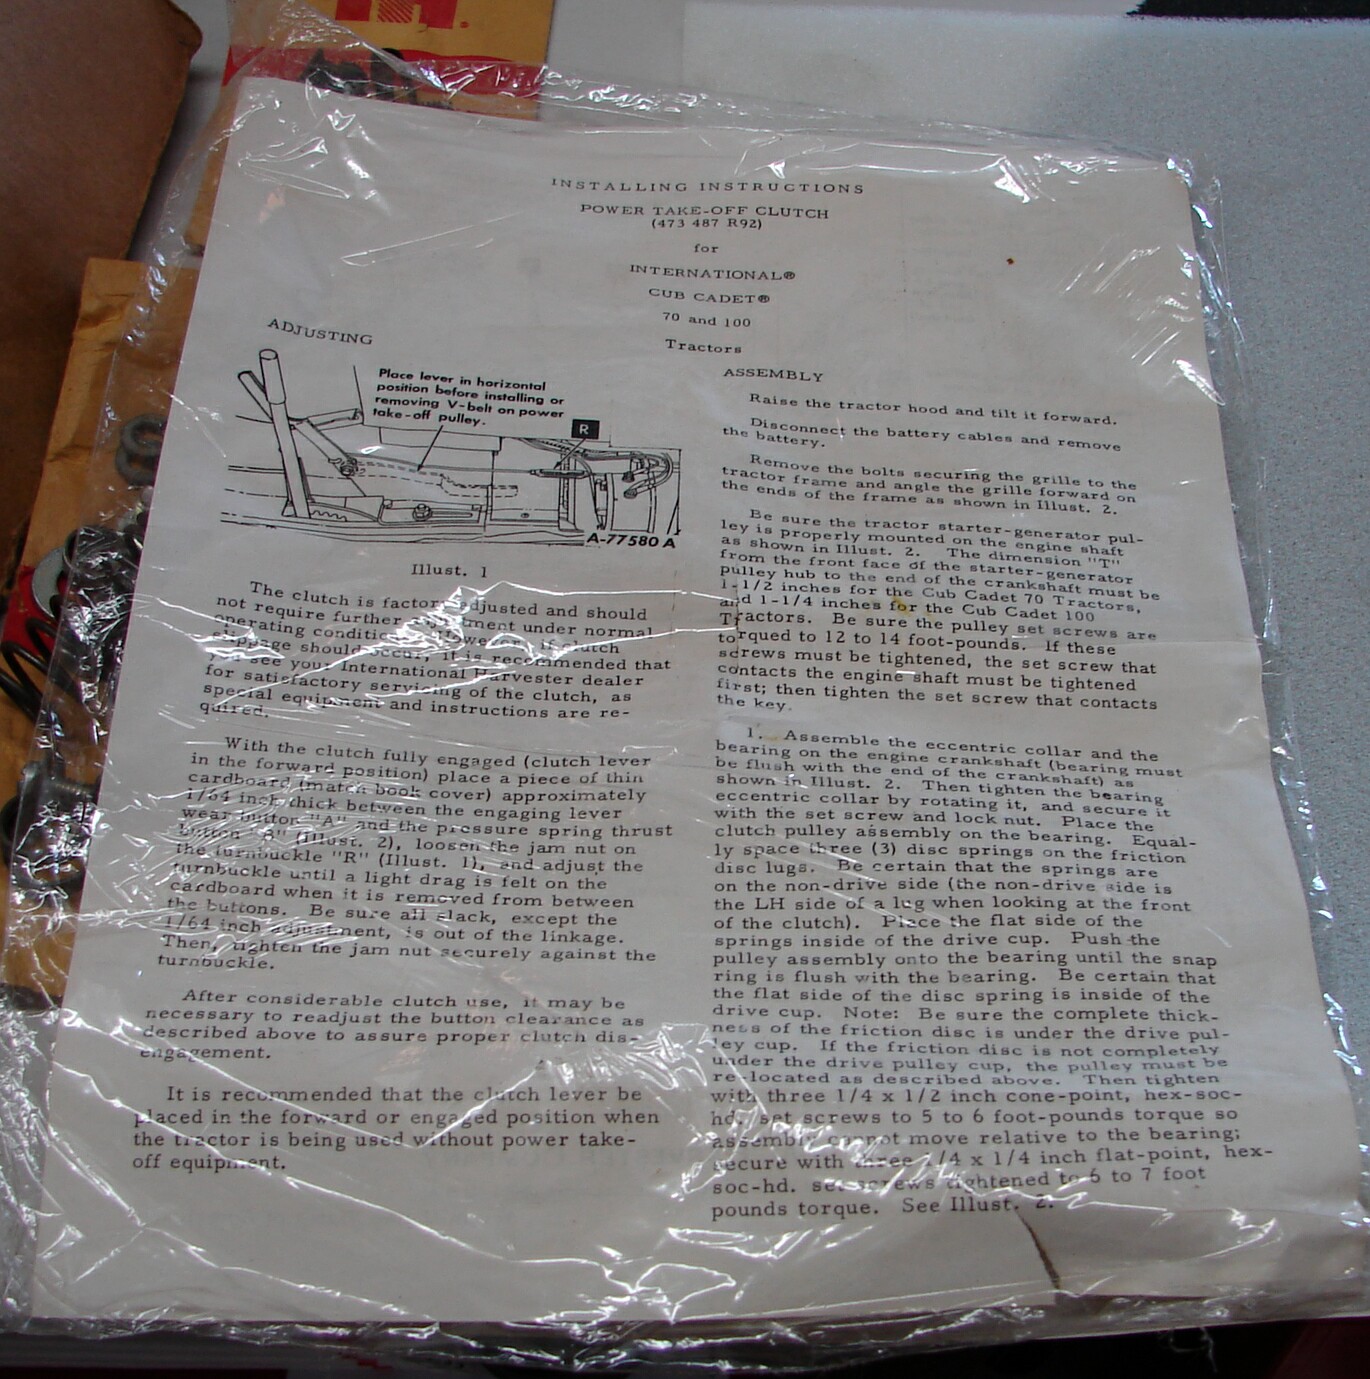 INSTALLING INSTRUCTIONS
POWER TAKE-OFF CLUTCH
(473 487 R92)
for
INTERNATIONAL®
CUB CADET®
70 and 100
Tractors
ADJUSTING
Place lever in horizontal
position before installing or
removing V-belt on power
take-off pulley.
R
A-77580 A
Illust. 1
The clutch is factory adjusted and should
not require further adjustment under normal
operating conditions. However, if clutch
slippage should occur, it is recommended that
you see your International Harvester dealer
for satisfactory servicing of the clutch, as
special equipment and instructions are re-
quired.
With the clutch fully engaged (clutch lever
in the forward position) place a piece of thin
cardboard (match book cover) approximately
1/64 inch thick between the engaging lever
wear button "A" and the pressure spring thrust
button "B" (Illust. 2), loosen the jam nut on
the turnbuckle "R" (Illust. 1), and adjust the
turnbuckle until a light drag is felt on the
cardboard when it is removed from between
the buttons. Be sure all slack, except the
1/64 inch adjustment, is out of the linkage.
Then, tighten the jam nut securely against the
turnbuckle.
After considerable clutch use, it may be
necessary to readjust the button clearance as
described above to assure proper clutch dis-
engagement.
It is recommended that the clutch lever be
placed in the forward or engaged position when
the tractor is being used without power take-
off equipment.
ASSEMBLY
Raise the tractor hood and tilt it forward.
Disconnect the battery cables and remove
the battery.
Remove the bolts securing the grille to the
tractor frame and angle the grille forward on
the ends of the frame as shown in Illust. 2.
Be sure the tractor starter-generator pul-
ley is properly mounted on the engine shaft
as shown in Illust. 2. The dimension "T"
from the front face of the starter-generator
pulley hub to the end of the crankshaft must be
1-1/2 inches for the Cub Cadet 70 Tractors,
and 1-1/4 inches for the Cub Cadet 100
Tractors. Be sure the pulley set screws are
torqued to 12 to 14 foot-pounds. If these
screws must be tightened, the set screw that
contacts the engine shaft must be tightened
first; then tighten the set screw that contacts
the key.
1. Assemble the eccentric collar and the
bearing on the engine crankshaft (bearing must
be flush with the end of the crankshaft) as
shown in Illust. 2. Then tighten the bearing
eccentric collar by rotating it, and secure it
with the set screw and lock nut. Place the
clutch pulley assembly on the bearing. Equal-
ly space three (3) disc springs on the friction
disc lugs. Be certain that the springs are
on the non-drive side (the non-drive side is
the LH side of a lug when looking at the front
of the clutch). Place the flat side of the
springs inside of the drive cup. Push the
pulley assembly onto the bearing until the snap
ring is flush with the bearing. Be certain that
the flat side of the disc spring is inside of the
drive cup. Note: Be sure the complete thick-
ness of the friction disc is under the drive pul-
ley cup. If the friction disc is not completely
under the drive pulley cup, the pulley must be
re-located as described above. Then tighten
with three 1/4 x 1/2 inch cone-point, hex-soc-
hd. set screws to 5 to 6 foot-pounds torque so
assembly cannot move relative to the bearing;
secure with three 1/4 x 1/4 inch flat-point, hex-
soc-hd. set screws tightened to 6 to 7 foot
pounds torque. See Illust. 2.